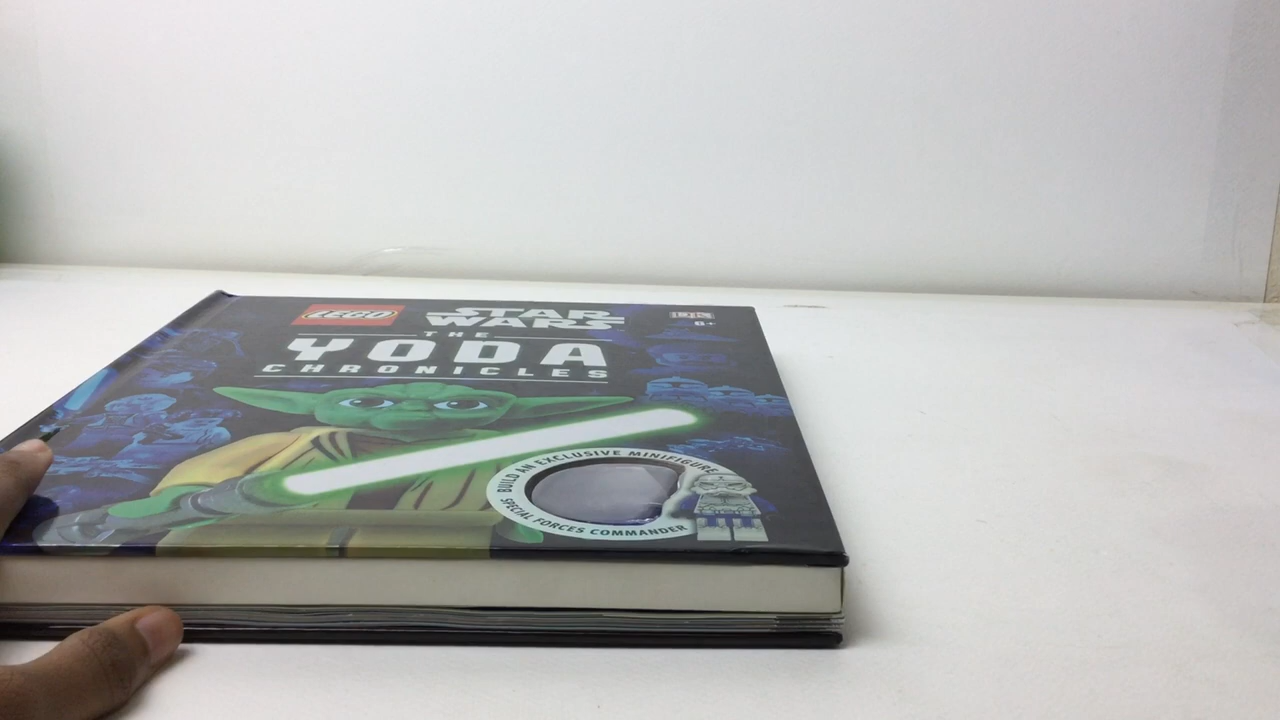 LEGO
STAR
WARS
THE
YODA
CHRONICLES
DK
6+
BUILD AN EXCLUSIVE MINIFIGURE
SPECIAL FORCES COMMANDER